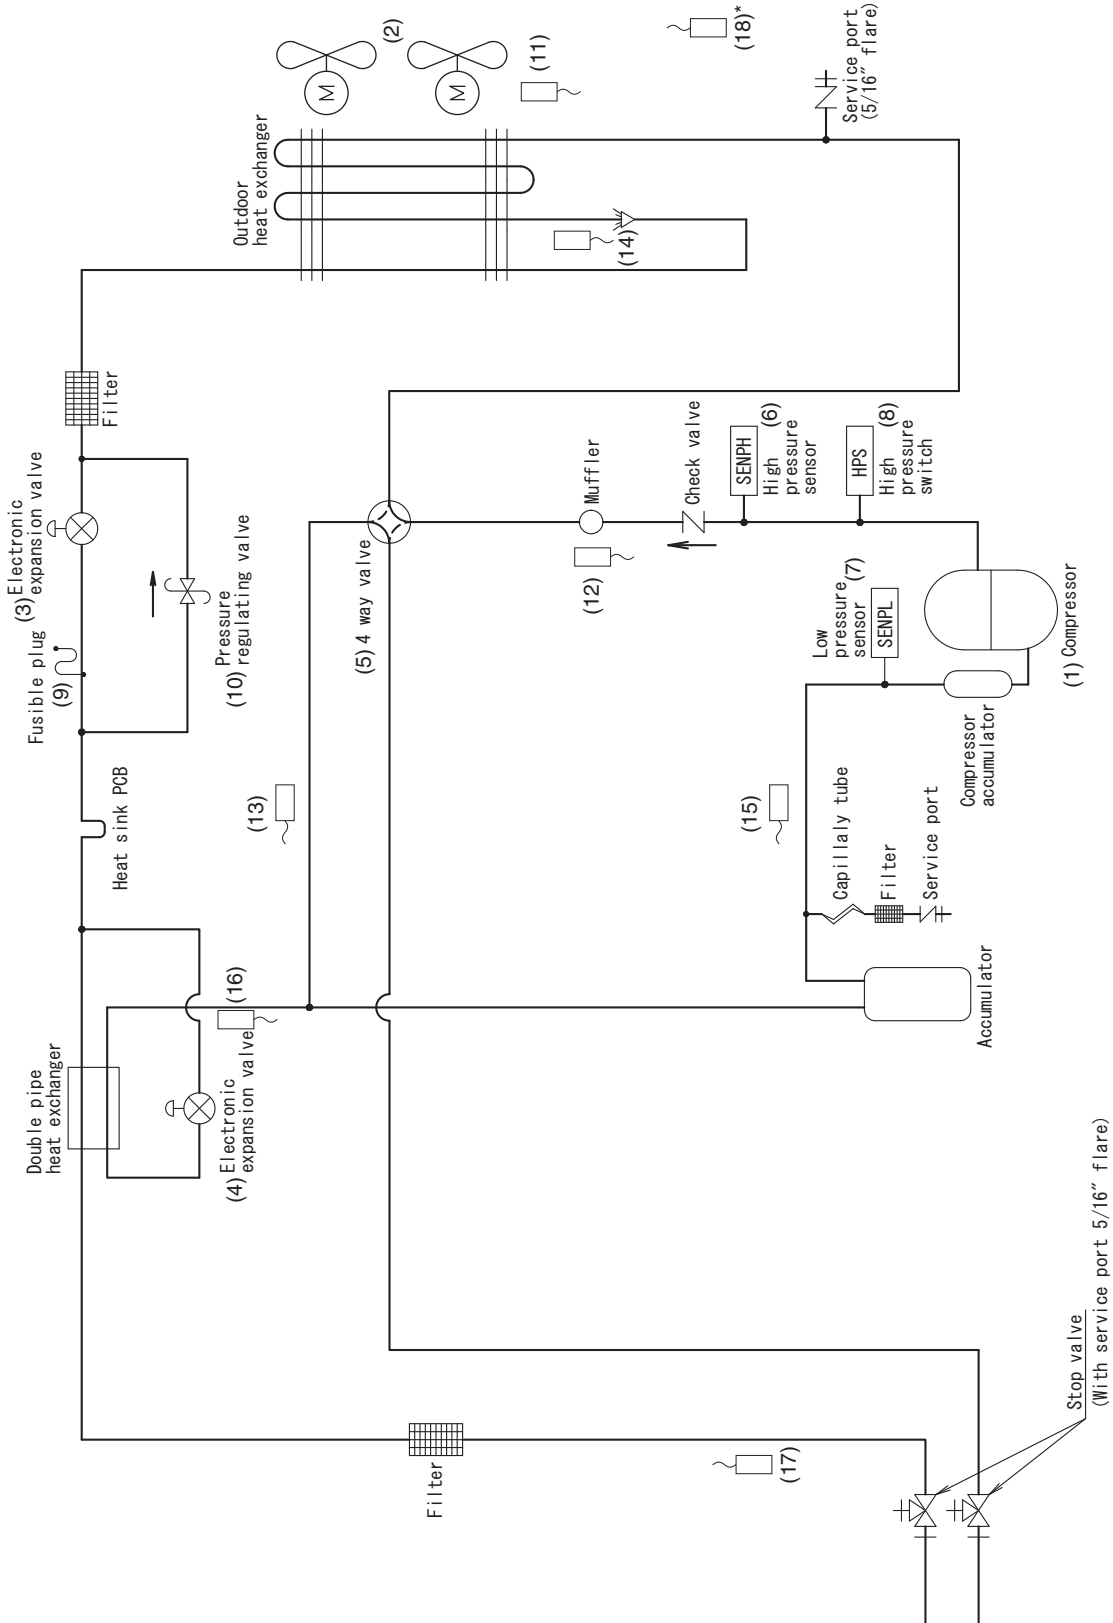 Outdoor
heat exchanger
M
M
(2)
(11)
(18)*
Service port
(5/16″ flare)
(14)
Filter
(3) Electronic
expansion valve
Fusible plug
(9)
Pressure
(10) regulating valve
Heat sink PCB
(5) 4 way valve
Muffler
(12)
Check valve
SENPH
(6)
High
pressure
sensor
HPS
(8)
High
pressure
switch
Low
pressure
sensor (7)
SENPL
(1) Compressor
Compressor
accumulator
(13)
(15)
Capillaly tube
Filter
Service port
Accumulator
Double pipe
heat exchanger
(16)
(4) Electronic
expansion valve
Filter
(17)
Stop valve
(With service port 5/16″ flare)